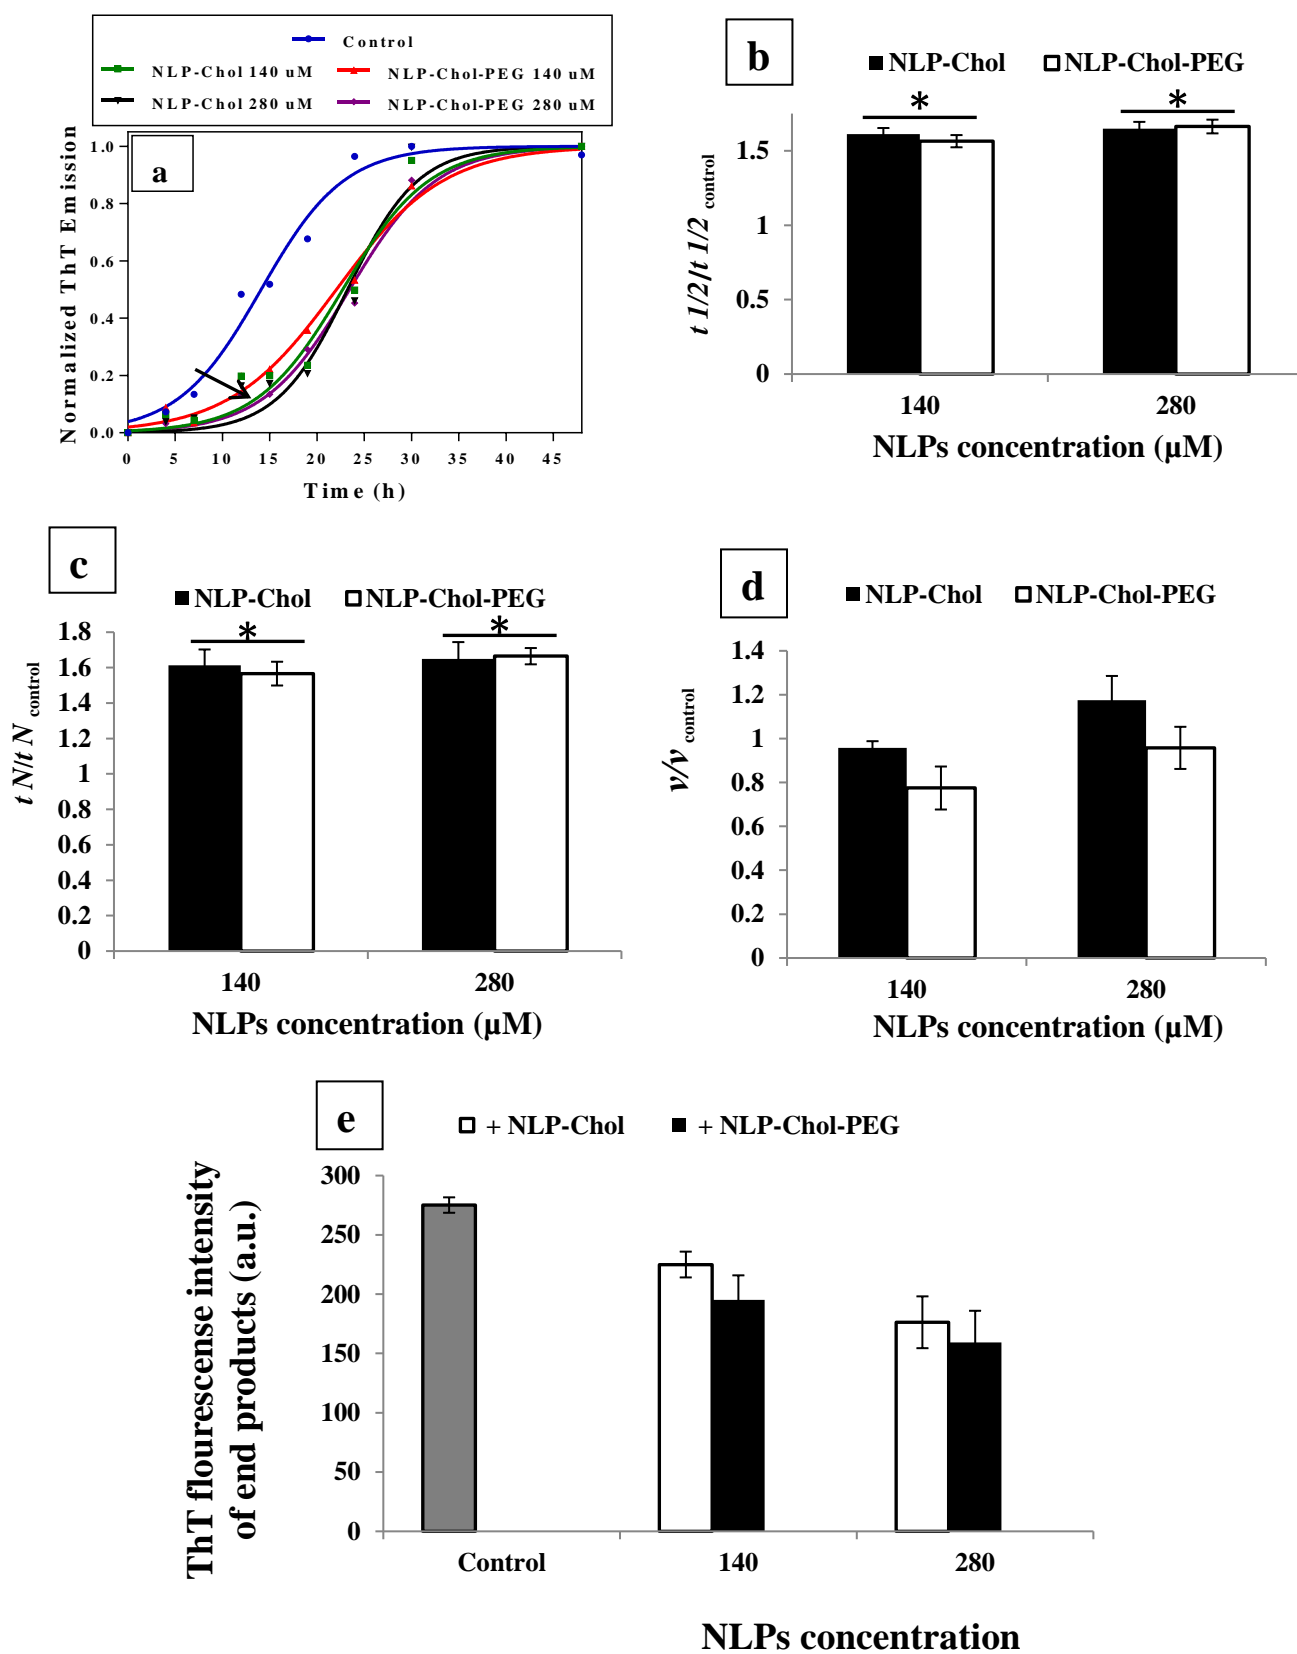 Control
NLP-Chol 140 uM NLP-Chol-PEG 140 uM
NLP-Chol 280 uM NLP-Chol-PEG 280 uM
a
Normalized ThT Emission
1.0
0.8
0.6
0.4
0.2
0.0
0 5 10 15 20 25 30 35 40 45
Time (h)
b
NLP-Chol NLP-Chol-PEG
* *
t 1/2/t 1/2 control
1.5
1
0.5
0
140 280
NLPs concentration (µM)
c
NLP-Chol NLP-Chol-PEG
* *
t N/t N control
1.8
1.6
1.4
1.2
1
0.8
0.6
0.4
0.2
0
140 280
NLPs concentration (µM)
d
NLP-Chol NLP-Chol-PEG
v/v control
1.4
1.2
1
0.8
0.6
0.4
0.2
0
140 280
NLPs concentration (µM)
e
+ NLP-Chol + NLP-Chol-PEG
ThT flourescense intensity
of end products (a.u.)
300
250
200
150
100
50
0
Control 140 280
NLPs concentration